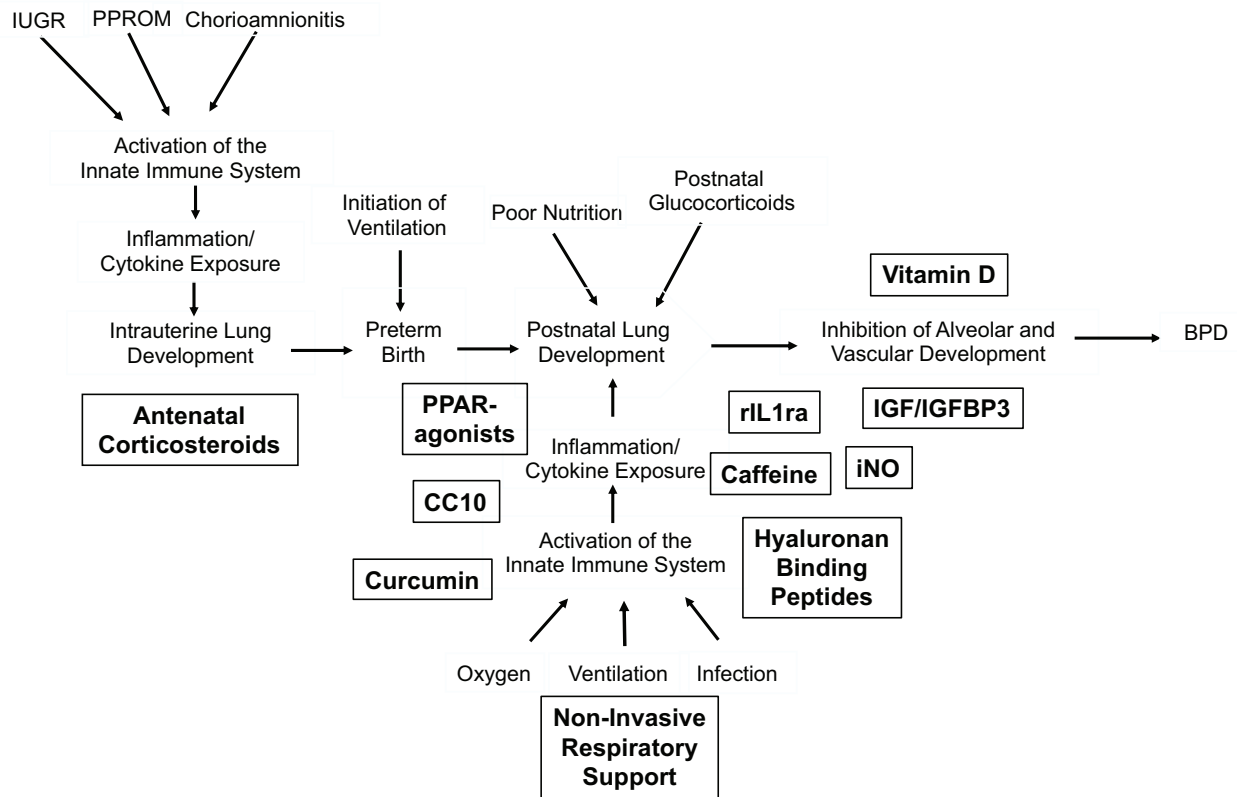 IUGR
PPROM
Chorioamnionitis
Activation of the
Innate Immune System
Inflammation/
Cytokine Exposure
Intrauterine Lung
Development
Antenatal
Corticosteroids
Initiation of
Ventilation
Preterm
Birth
Poor Nutrition
Postnatal
Glucocorticoids
Postnatal Lung
Development
Vitamin D
Inhibition of Alveolar and
Vascular Development
BPD
PPAR-
agonists
rIL1ra
IGF/IGFBP3
Inflammation/
Cytokine Exposure
Caffeine
iNO
CC10
Activation of the
Innate Immune System
Hyaluronan
Binding
Peptides
Curcumin
Oxygen
Ventilation
Infection
Non-Invasive
Respiratory
Support